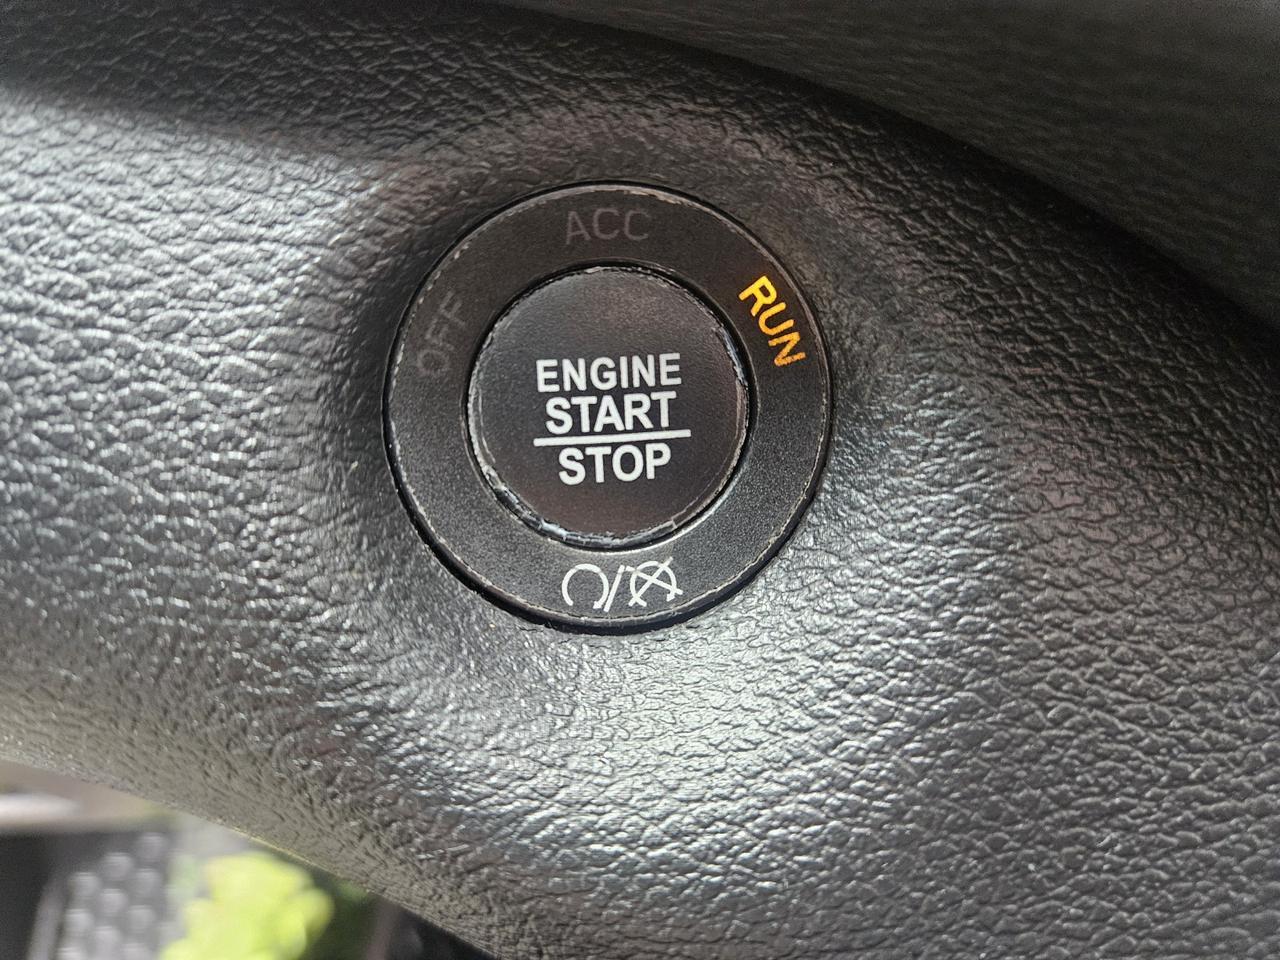 ACC
OFF
RUN
ENGINE
START
STOP